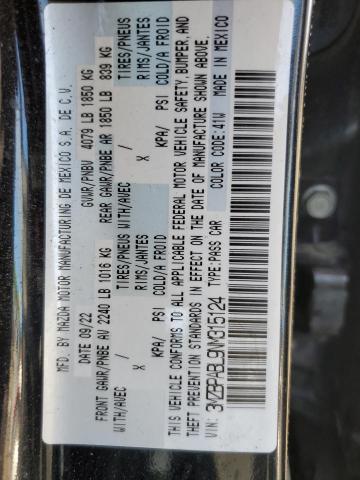 MFD. BY MAZDA MOTOR MANUFACTURING DE MEXICO S.A. DE C.V.
DATE 09/22 GVWR/PNBV 4079 LB 1850 KG
FRONT GAWR/PNBE AV 2240 LB 1016 KG REAR GAWR/PNBE AR 1850 LB 839 KG
WITH/AVEC / TIRES/PNEUS WITH/AVEC / TIRES/PNEUS
X RIMS/JANTES X RIMS/JANTES
KPA/ PSI COLD/A FROID KPA/ PSI COLD/A FROID
THIS VEHICLE CONFORMS TO ALL APPLICABLE FEDERAL MOTOR VEHICLE SAFETY, BUMPER, AND
THEFT PREVENTION STANDARDS IN EFFECT ON THE DATE OF MANUFACTURE SHOWN ABOVE.
VIN: 3MZBPABL9NM315124 TYPE: PASS CAR COLOR CODE: 41W MADE IN MEXICO